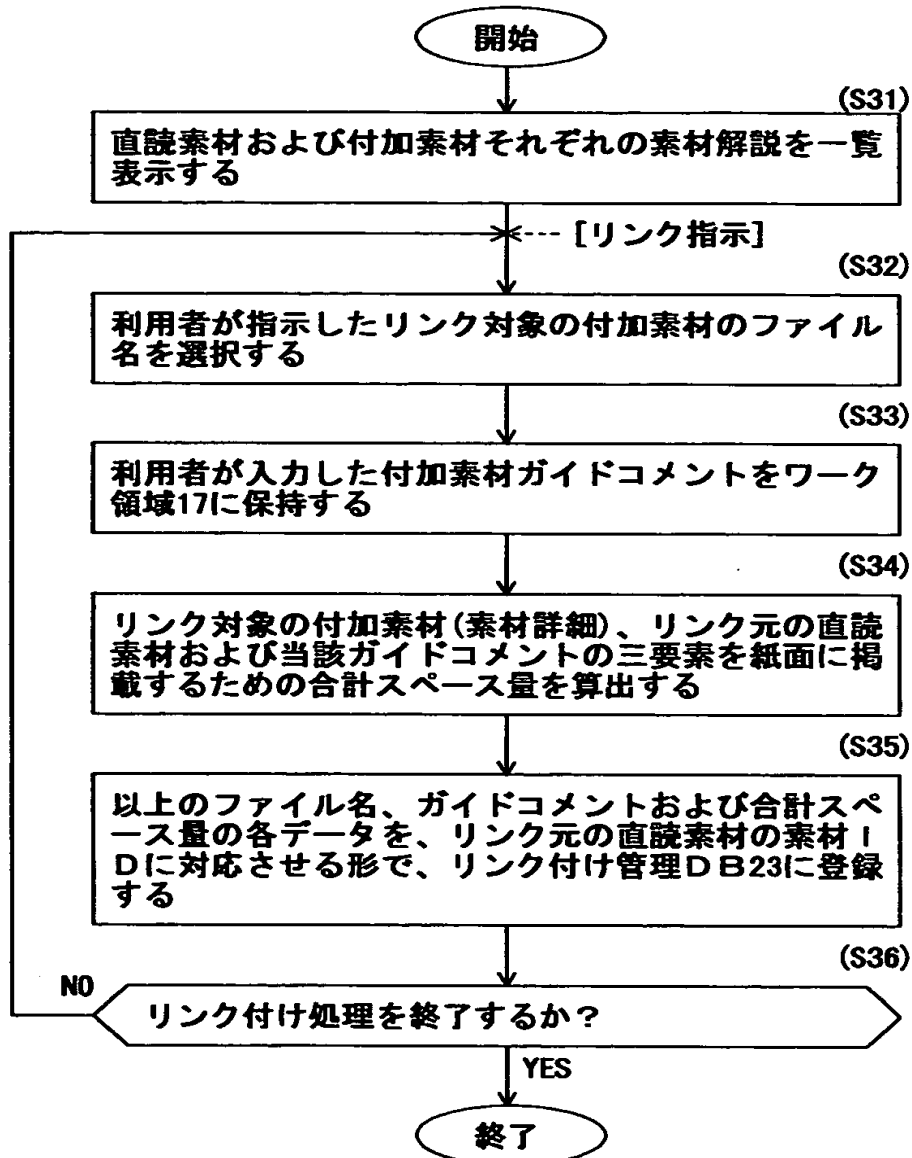 開始
(S31)
直読素材および付加素材それぞれの素材解説を一覧
表示する
[リンク指示]
(S32)
利用者が指示したリンク対象の付加素材のファイル
名を選択する
(S33)
利用者が入力した付加素材ガイドコメントをワーク
領域17に保持する
(S34)
リンク対象の付加素材(素材詳細)、リンク元の直読
素材および当該ガイドコメントの三要素を紙面に掲
載するための合計スペース量を算出する
(S35)
以上のファイル名、ガイドコメントおよび合計スペ
ース量の各データを、リンク元の直読素材の素材I
Dに対応させる形で、リンク付け管理DB23に登録
する
(S36)
NO
リンク付け処理を終了するか？
YES
終了